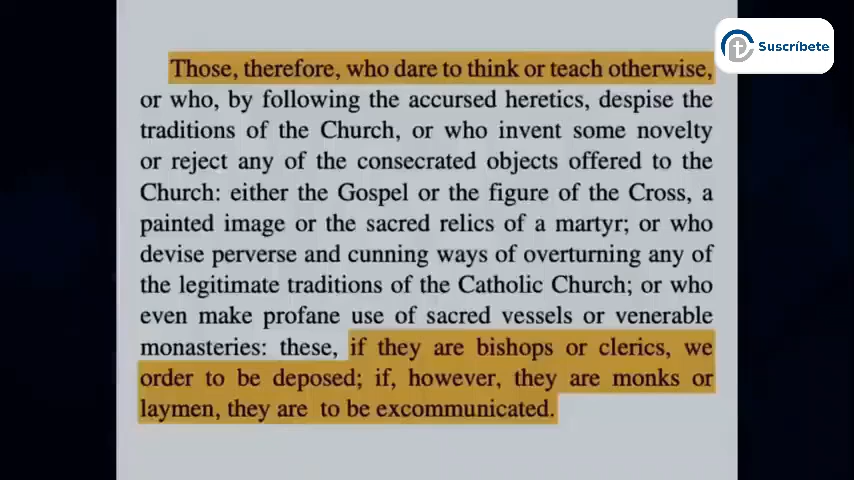 Suscríbete
Those, therefore, who dare to think or teach otherwise,
or who, by following the accursed heretics, despise the
traditions of the Church, or who invent some novelty
or reject any of the consecrated objects offered to the
Church: either the Gospel or the figure of the Cross, a
painted image or the sacred relics of a martyr; or who
devise perverse and cunning ways of overturning any of
the legitimate traditions of the Catholic Church; or who
even make profane use of sacred vessels or venerable
monasteries: these, if they are bishops or clerics, we
order to be deposed; if, however, they are monks or
laymen, they are to be excommunicated.